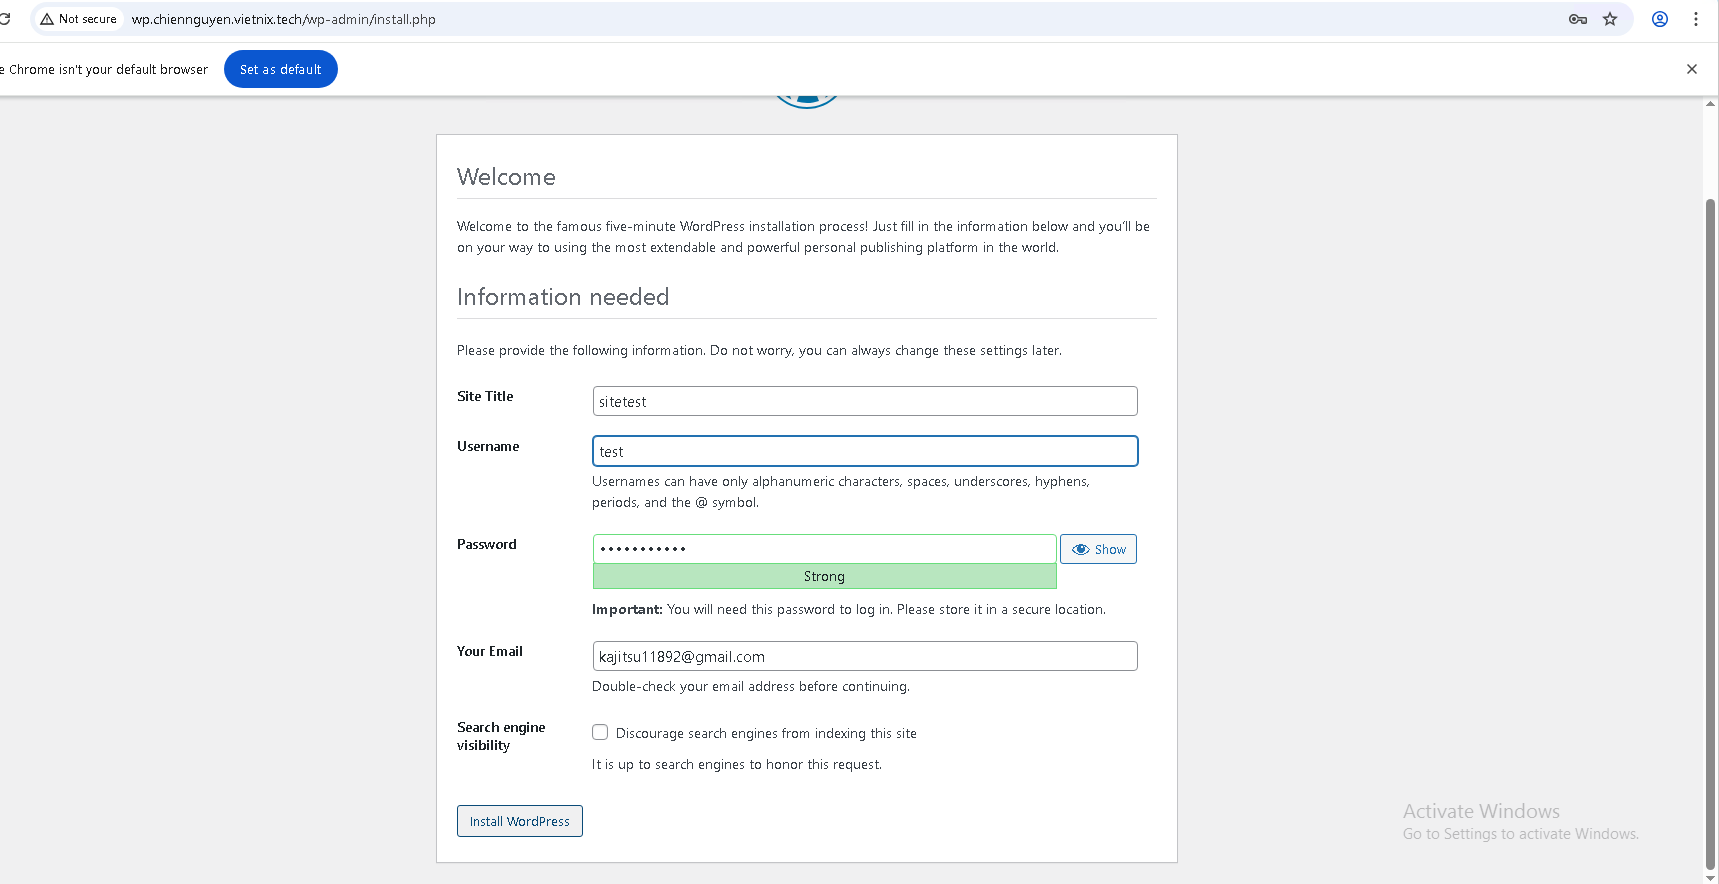 Not secure wp.chiennguyen.vietnix.tech/wp-admin/install.php
e Chrome isn't your default browser Set as default
Welcome
Welcome to the famous five-minute WordPress installation process! Just fill in the information below and you'll be
on your way to using the most extendable and powerful personal publishing platform in the world.
Information needed
Please provide the following information. Do not worry, you can always change these settings later.
Site Title sitetest
Username test
Usernames can have only alphanumeric characters, spaces, underscores, hyphens,
periods, and the @ symbol.
Password ••••••••••• Show
Strong
Important: You will need this password to log in. Please store it in a secure location.
Your Email kajitsu11892@gmail.com
Double-check your email address before continuing.
Search engine
visibility
Discourage search engines from indexing this site
It is up to search engines to honor this request.
Install WordPress
Activate Windows
Go to Settings to activate Windows.